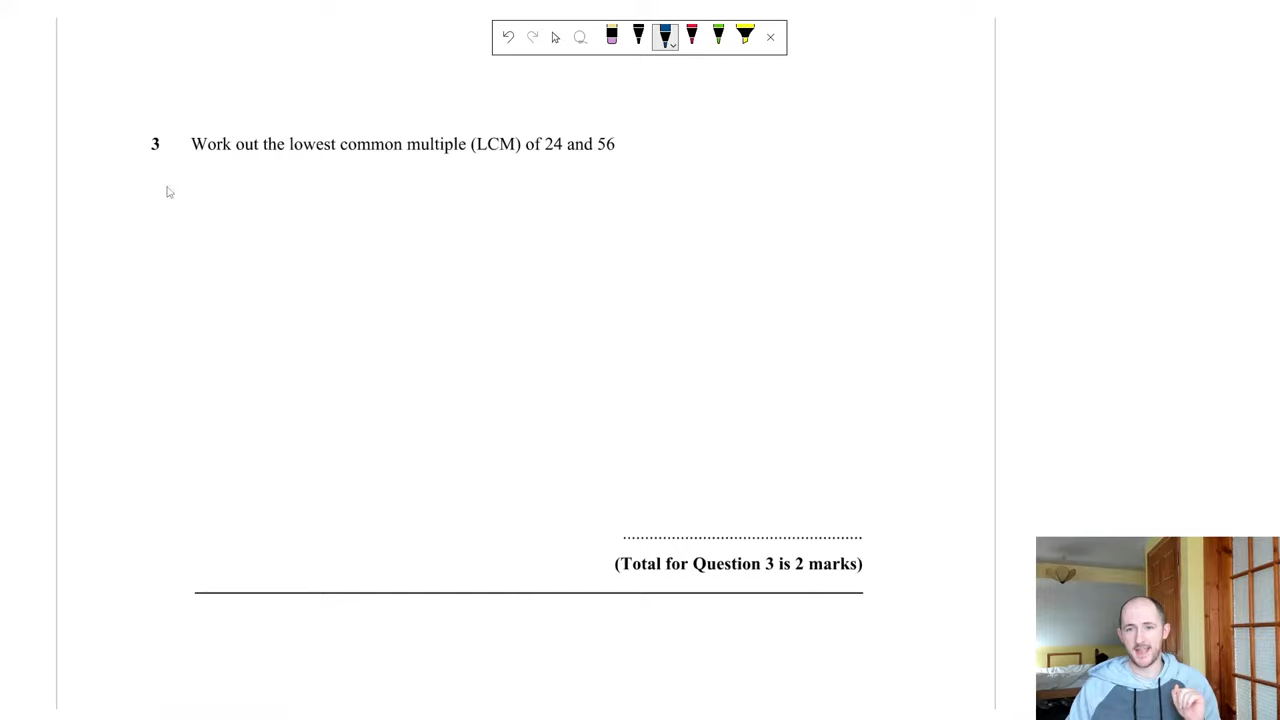 3 Work out the lowest common multiple (LCM) of 24 and 56
.....................................................
(Total for Question 3 is 2 marks)